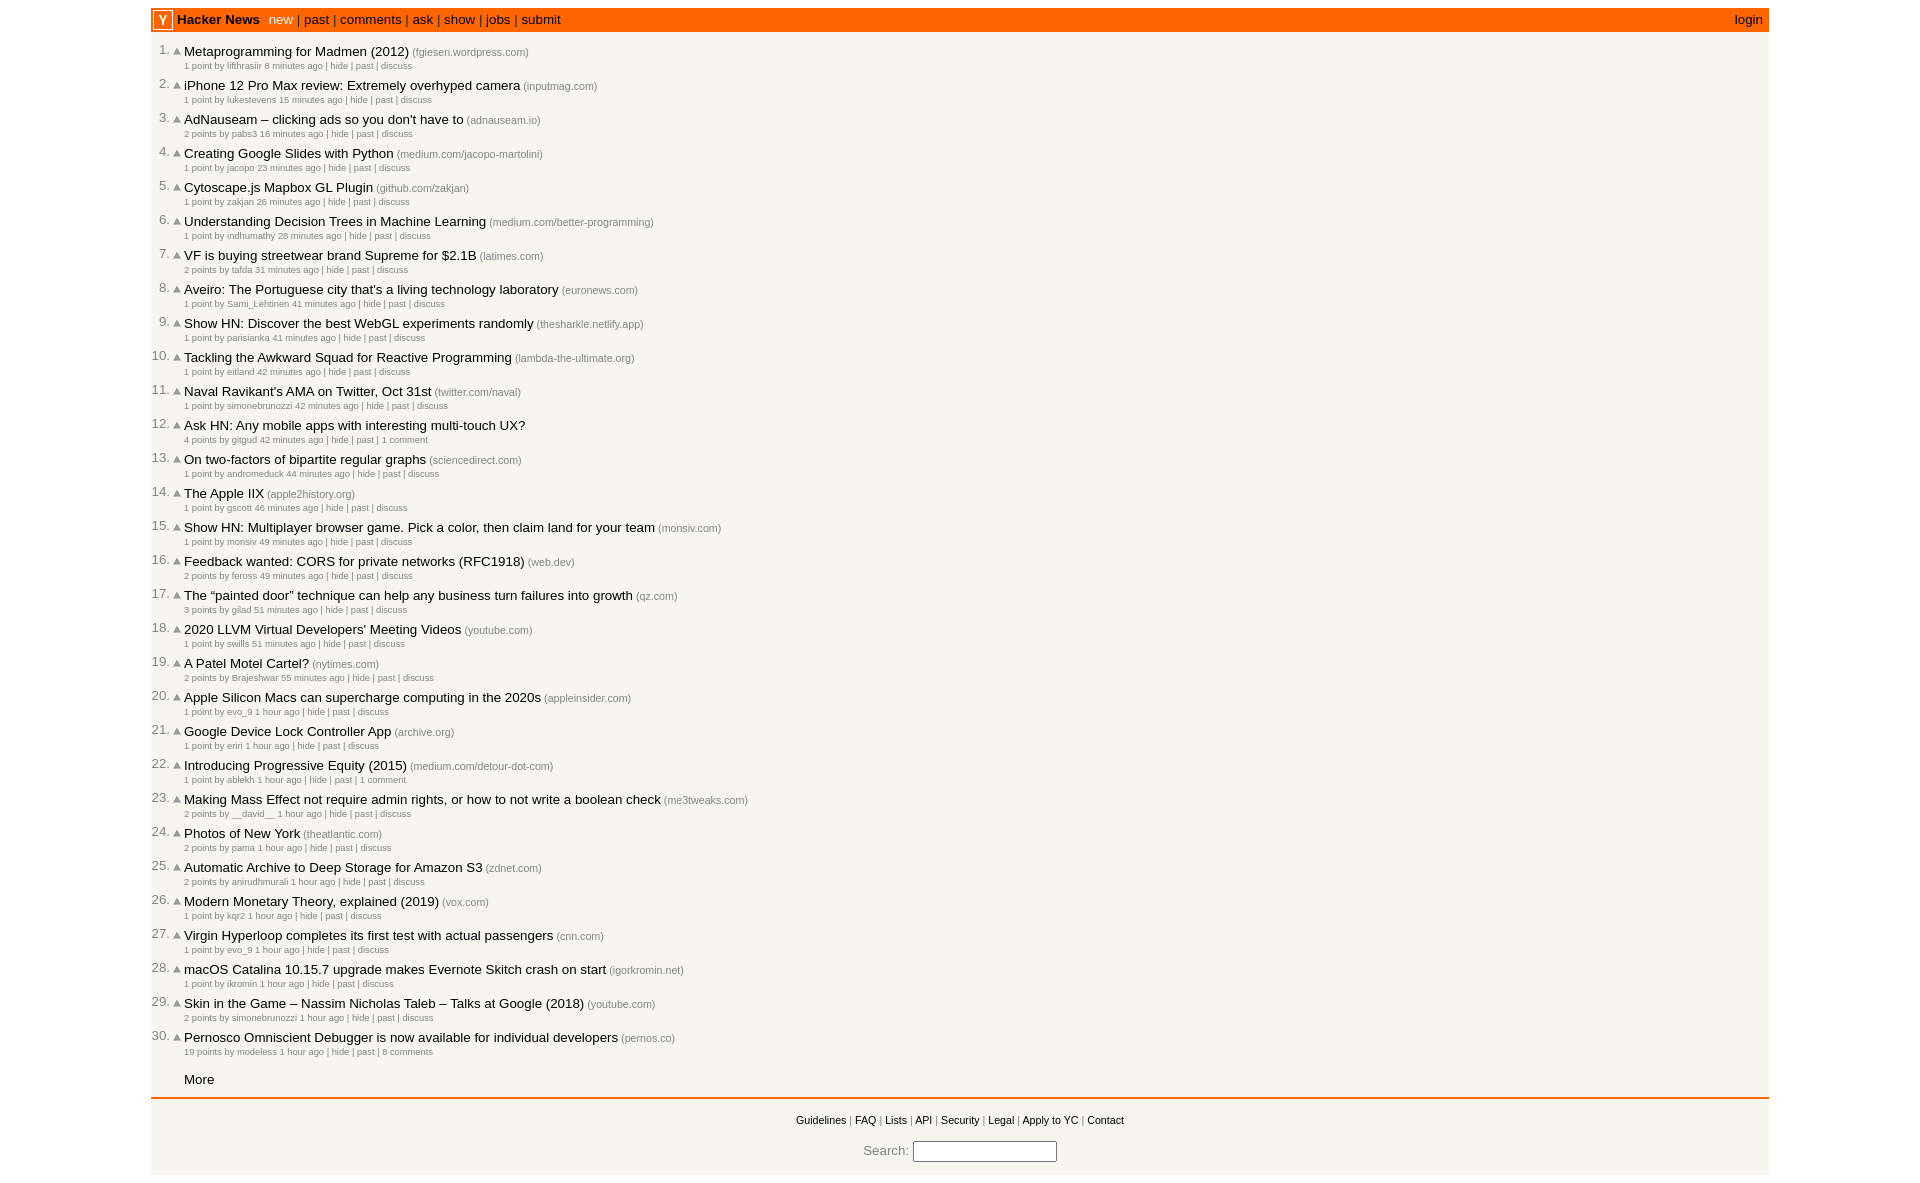 Y Hacker News new | past | comments | ask | show | jobs | submit login
1. Metaprogramming for Madmen (2012) (fgiesen.wordpress.com)
1 point by lifthrasiir 8 minutes ago | hide | past | discuss
2. iPhone 12 Pro Max review: Extremely overhyped camera (inputmag.com)
1 point by lukestevens 15 minutes ago | hide | past | discuss
3. AdNauseam – clicking ads so you don't have to (adnauseam.io)
2 points by pabs3 16 minutes ago | hide | past | discuss
4. Creating Google Slides with Python (medium.com/jacopo-martolini)
1 point by jacopo 23 minutes ago | hide | past | discuss
5. Cytoscape.js Mapbox GL Plugin (github.com/zakjan)
1 point by zakjan 26 minutes ago | hide | past | discuss
6. Understanding Decision Trees in Machine Learning (medium.com/better-programming)
1 point by indhumathy 28 minutes ago | hide | past | discuss
7. VF is buying streetwear brand Supreme for $2.1B (latimes.com)
2 points by tafda 31 minutes ago | hide | past | discuss
8. Aveiro: The Portuguese city that's a living technology laboratory (euronews.com)
1 point by Sami_Lehtinen 41 minutes ago | hide | past | discuss
9. Show HN: Discover the best WebGL experiments randomly (thesharkle.netlify.app)
1 point by parisianka 41 minutes ago | hide | past | discuss
10. Tackling the Awkward Squad for Reactive Programming (lambda-the-ultimate.org)
1 point by eitland 42 minutes ago | hide | past | discuss
11. Naval Ravikant's AMA on Twitter, Oct 31st (twitter.com/naval)
1 point by simonebrunozzi 42 minutes ago | hide | past | discuss
12. Ask HN: Any mobile apps with interesting multi-touch UX?
4 points by gitgud 42 minutes ago | hide | past | 1 comment
13. On two-factors of bipartite regular graphs (sciencedirect.com)
1 point by andromeduck 44 minutes ago | hide | past | discuss
14. The Apple IIX (apple2history.org)
1 point by gscott 46 minutes ago | hide | past | discuss
15. Show HN: Multiplayer browser game. Pick a color, then claim land for your team (monsiv.com)
1 point by monsiv 49 minutes ago | hide | past | discuss
16. Feedback wanted: CORS for private networks (RFC1918) (web.dev)
2 points by feross 49 minutes ago | hide | past | discuss
17. The “painted door” technique can help any business turn failures into growth (qz.com)
3 points by gilad 51 minutes ago | hide | past | discuss
18. 2020 LLVM Virtual Developers' Meeting Videos (youtube.com)
1 point by swills 51 minutes ago | hide | past | discuss
19. A Patel Motel Cartel? (nytimes.com)
2 points by Brajeshwar 55 minutes ago | hide | past | discuss
20. Apple Silicon Macs can supercharge computing in the 2020s (appleinsider.com)
1 point by evo_9 1 hour ago | hide | past | discuss
21. Google Device Lock Controller App (archive.org)
1 point by eriri 1 hour ago | hide | past | discuss
22. Introducing Progressive Equity (2015) (medium.com/detour-dot-com)
1 point by ablekh 1 hour ago | hide | past | 1 comment
23. Making Mass Effect not require admin rights, or how to not write a boolean check (me3tweaks.com)
2 points by __david__ 1 hour ago | hide | past | discuss
24. Photos of New York (theatlantic.com)
2 points by pama 1 hour ago | hide | past | discuss
25. Automatic Archive to Deep Storage for Amazon S3 (zdnet.com)
2 points by anirudhmurali 1 hour ago | hide | past | discuss
26. Modern Monetary Theory, explained (2019) (vox.com)
1 point by kqr2 1 hour ago | hide | past | discuss
27. Virgin Hyperloop completes its first test with actual passengers (cnn.com)
1 point by evo_9 1 hour ago | hide | past | discuss
28. macOS Catalina 10.15.7 upgrade makes Evernote Skitch crash on start (igorkromin.net)
1 point by ikromin 1 hour ago | hide | past | discuss
29. Skin in the Game – Nassim Nicholas Taleb – Talks at Google (2018) (youtube.com)
2 points by simonebrunozzi 1 hour ago | hide | past | discuss
30. Pernosco Omniscient Debugger is now available for individual developers (pernos.co)
19 points by modeless 1 hour ago | hide | past | 8 comments
More
Guidelines | FAQ | Lists | API | Security | Legal | Apply to YC | Contact
Search: